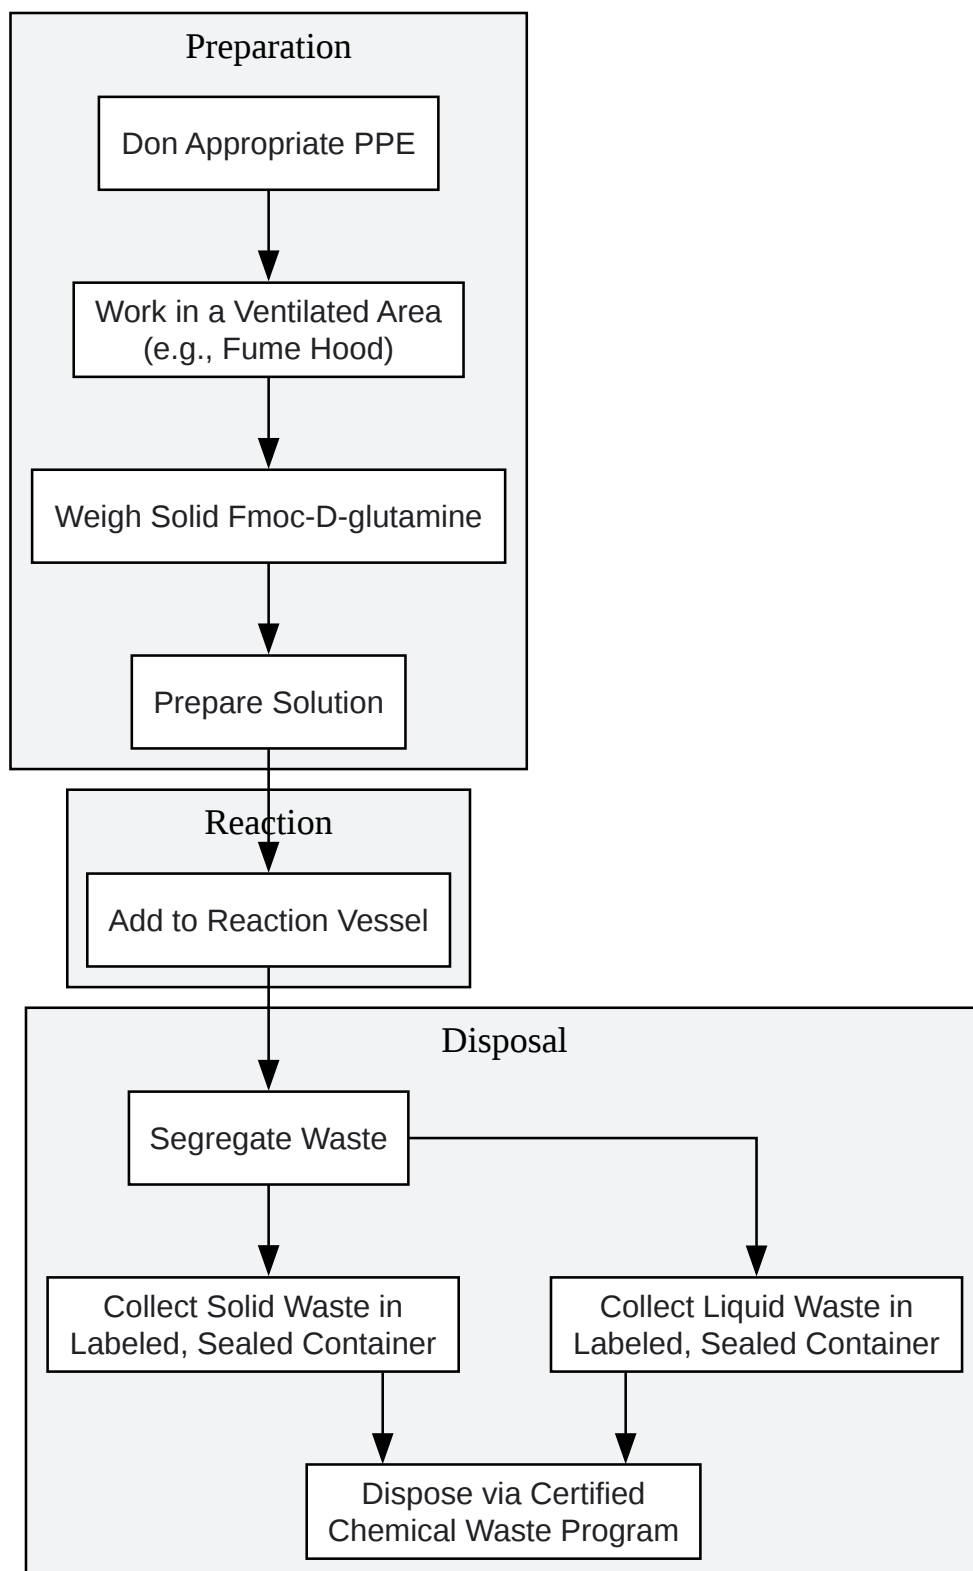 Preparation
Don Appropriate PPE
Work in a Ventilated Area
(e.g., Fume Hood)
Weigh Solid Fmoc-D-glutamine
Prepare Solution
Reaction
Add to Reaction Vessel
Disposal
Segregate Waste
Collect Solid Waste in
Labeled, Sealed Container
Collect Liquid Waste in
Labeled, Sealed Container
Dispose via Certified
Chemical Waste Program